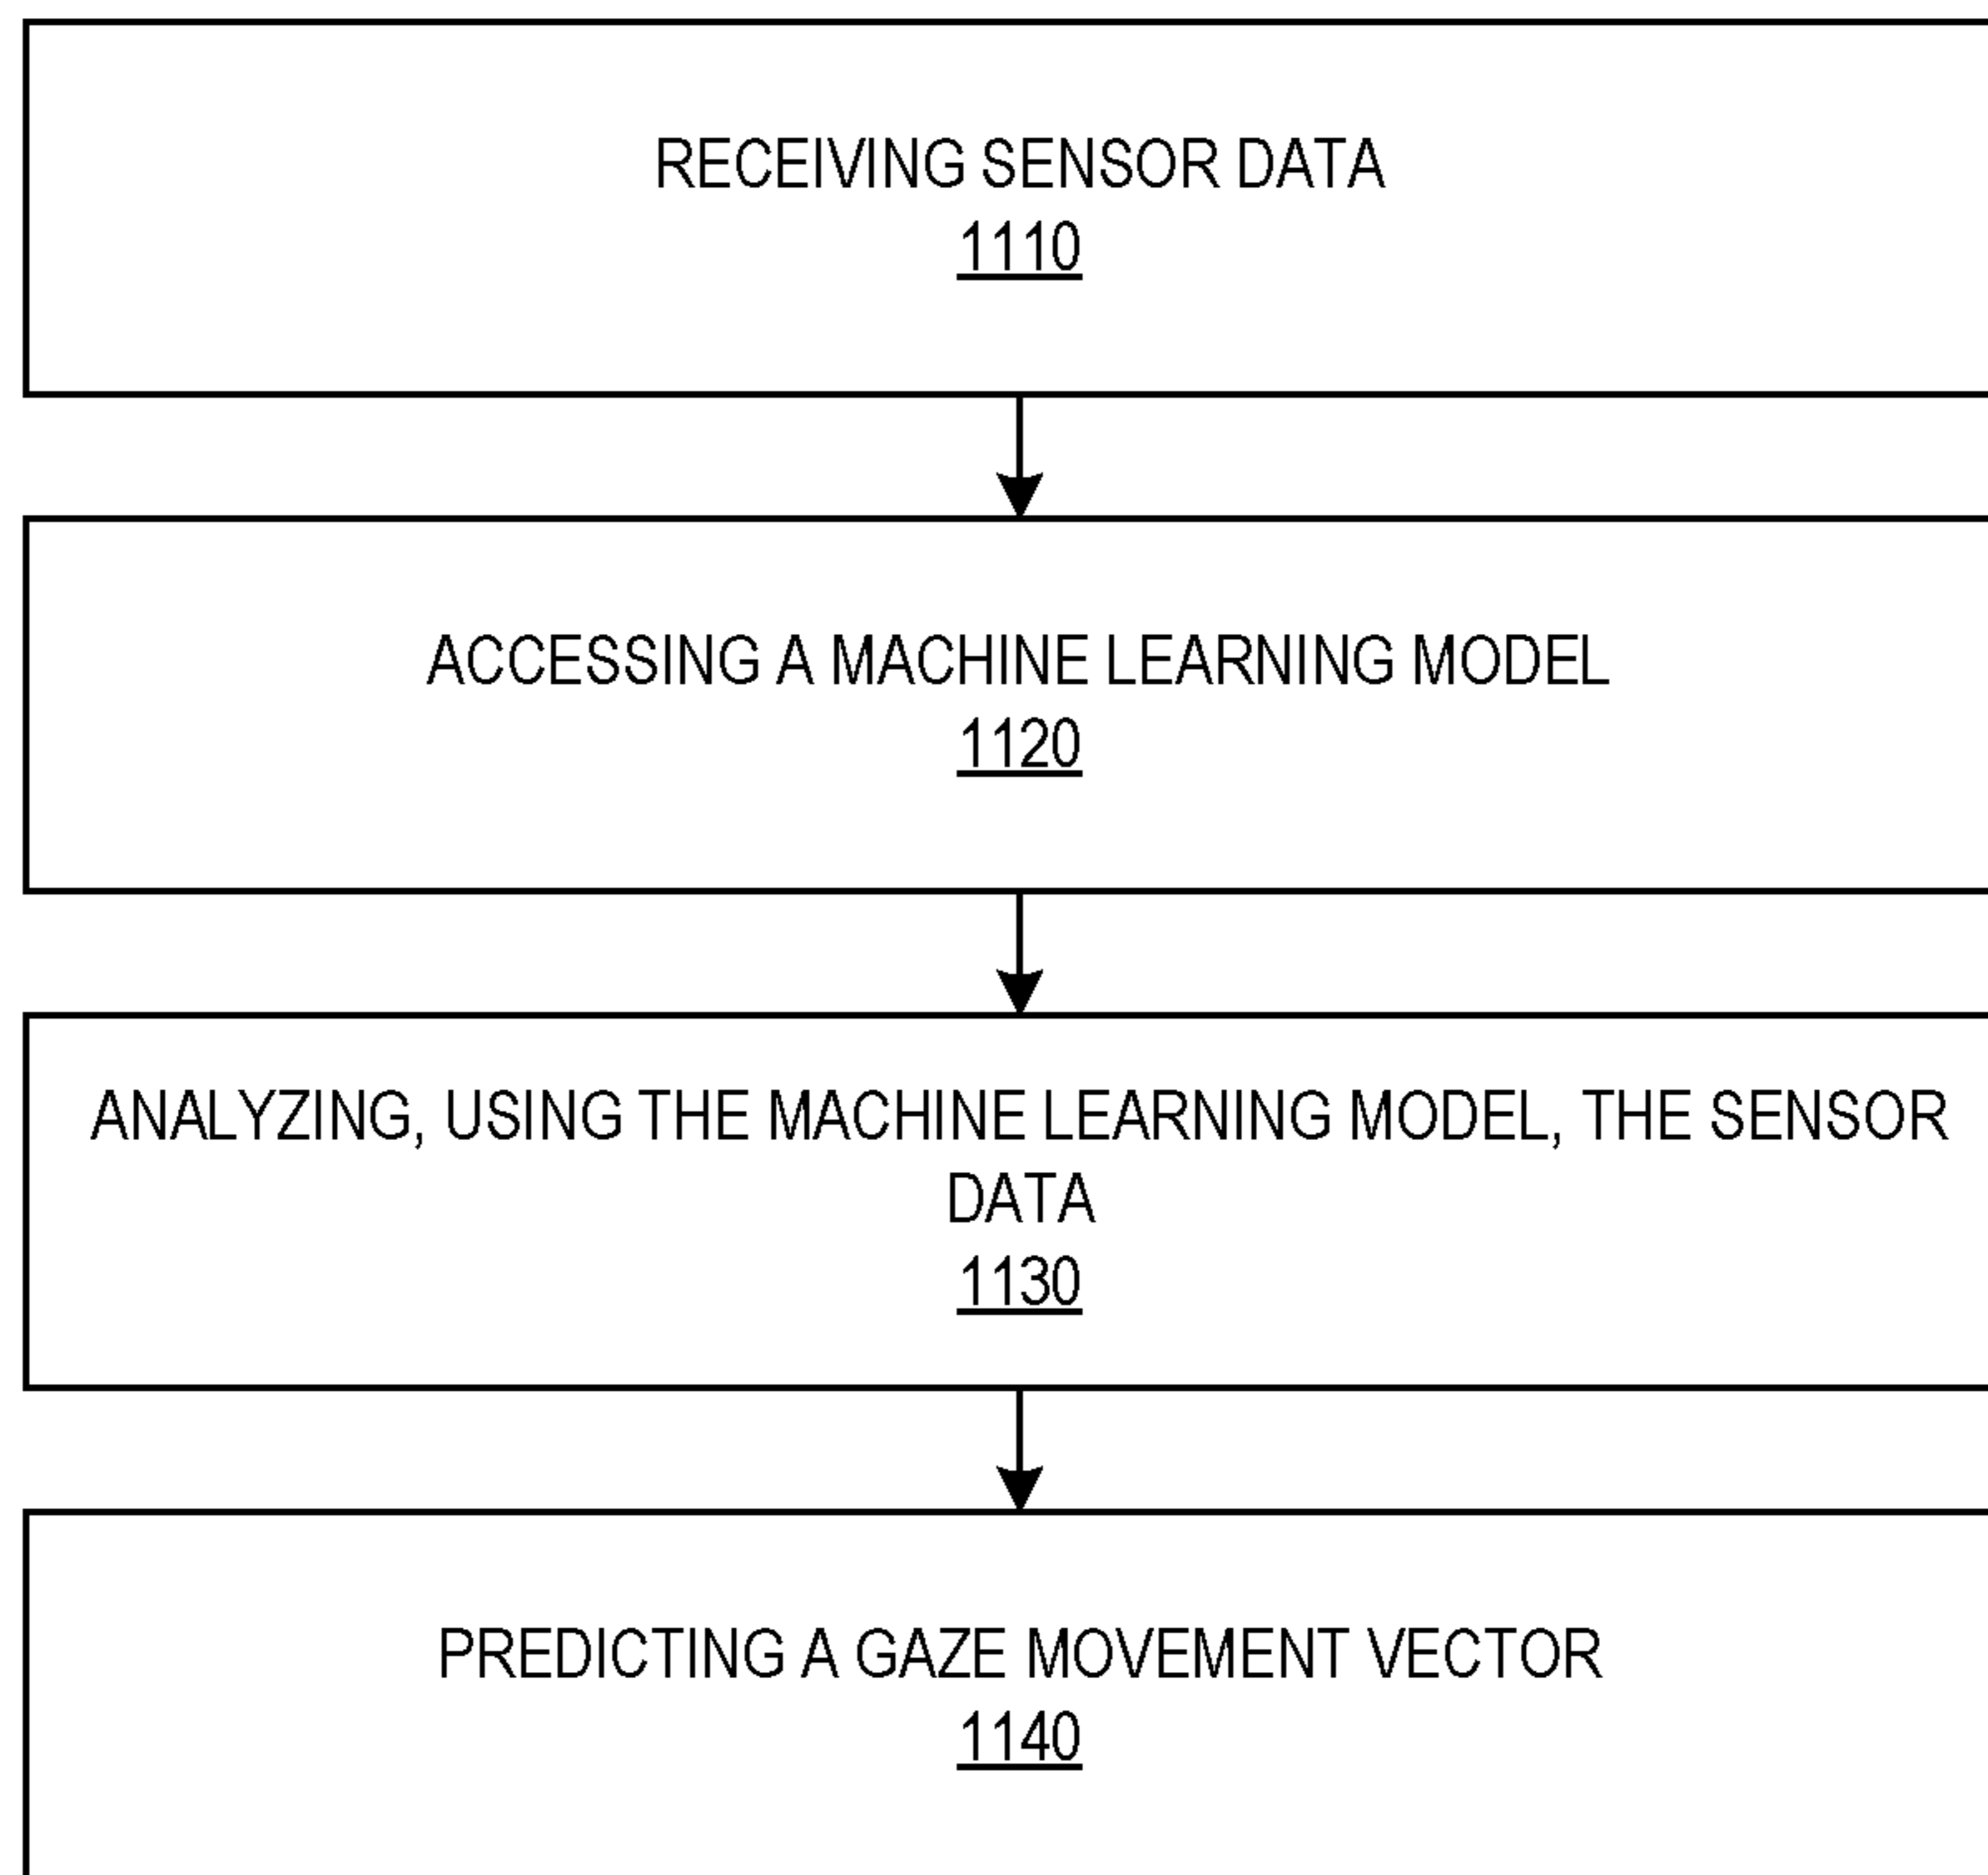 RECEIVING SENSOR DATA
1110
ACCESSING A MACHINE LEARNING MODEL
1120
ANALYZING, USING THE MACHINE LEARNING MODEL, THE SENSOR
DATA
1130
PREDICTING A GAZE MOVEMENT VECTOR
1140